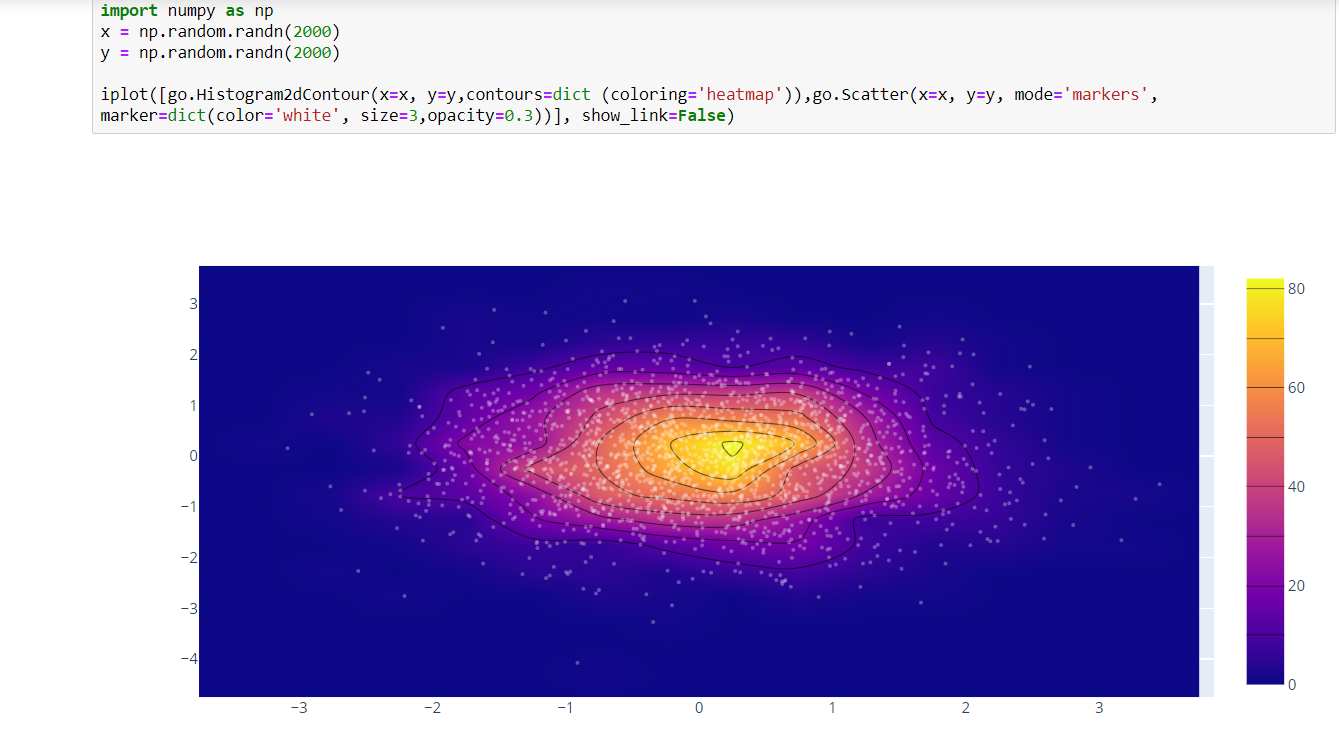 import numpy as np
x = np.random.randn(2000)
y = np.random.randn(2000)
iplot([go.Histogram2dContour(x=x, y=y,contours=dict (coloring='heatmap')),go.Scatter(x=x, y=y, mode='markers',
marker=dict(color='white', size=3,opacity=0.3))], show_link=False)
3
2
1
0
−1
−2
−3
−4
−3 −2 −1 0 1 2 3
80
60
40
20
0